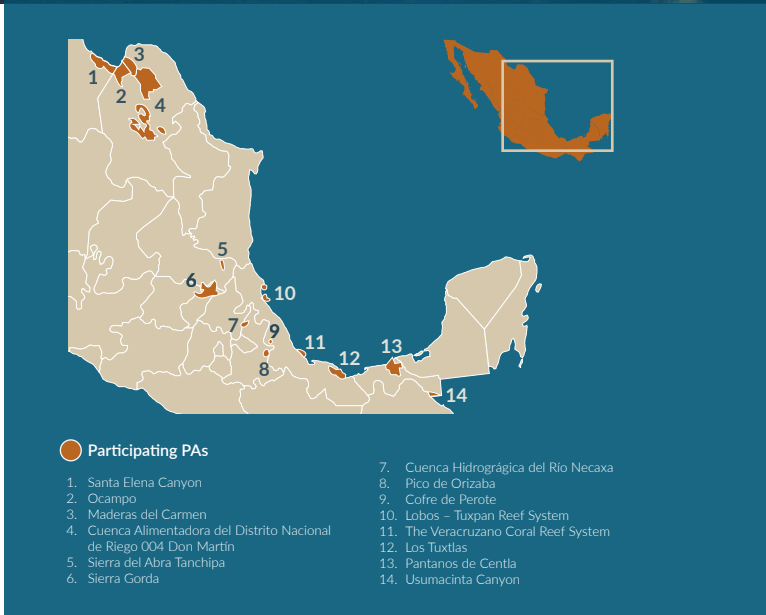 3
1
2
4
5
6
10
7
9
11
13
12
8
14
Participating PAs
1. Santa Elena Canyon
2. Ocampo
3. Maderas del Carmen
4. Cuenca Alimentadora del Distrito Nacional
de Riego 004 Don Martín
5. Sierra del Abra Tanchipa
6. Sierra Gorda
7. Cuenca Hidrográgica del Río Necaxa
8. Pico de Orizaba
9. Cofre de Perote
10. Lobos – Tuxpan Reef System
11. The Veracruzano Coral Reef System
12. Los Tuxtlas
13. Pantanos de Centla
14. Usumacinta Canyon